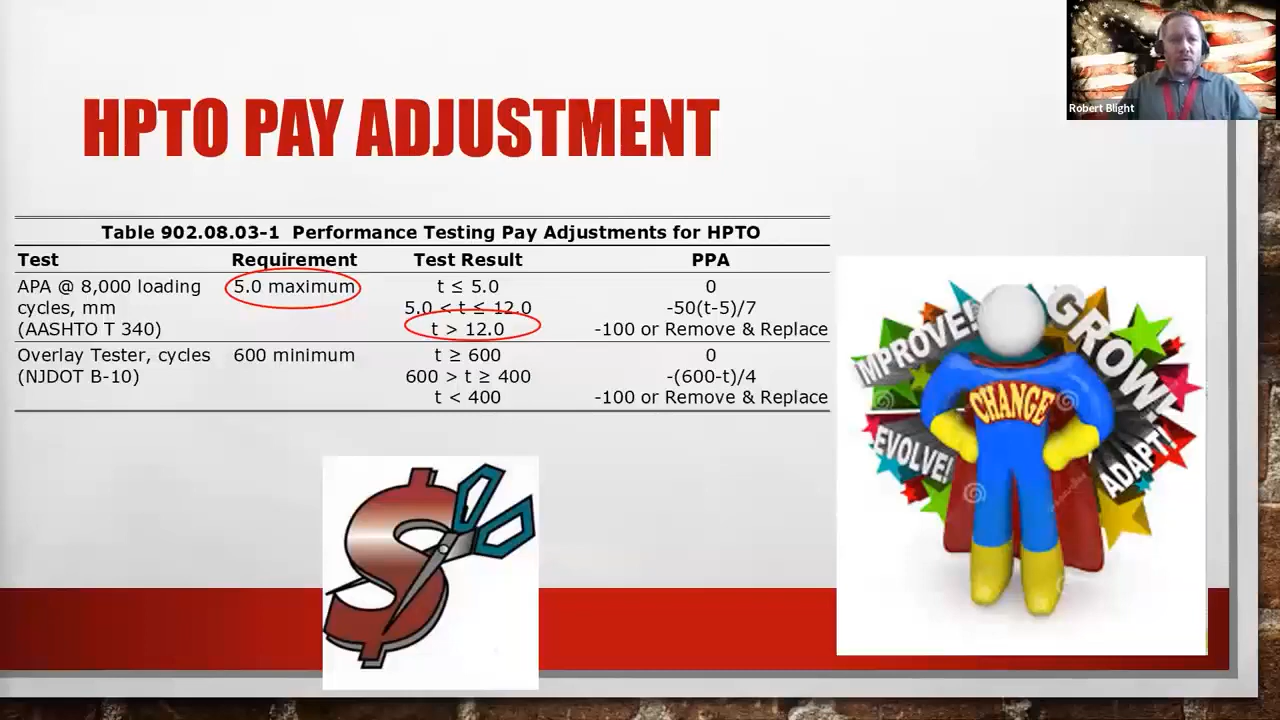 Robert Blight
HPTO PAY ADJUSTMENT
Table 902.08.03-1 Performance Testing Pay Adjustments for HPTO
Test Requirement Test Result PPA
APA @ 8,000 loading 5.0 maximum t ≤ 5.0 0
cycles, mm 5.0 < t ≤ 12.0 -50(t-5)/7
(AASHTO T 340) t > 12.0 -100 or Remove & Replace
Overlay Tester, cycles 600 minimum t ≥ 600 0
(NJDOT B-10) 600 > t ≥ 400 -(600-t)/4
t < 400 -100 or Remove & Replace
IMPROVE!
GROW!
CHANGE
EVOLVE!
ADAPT!